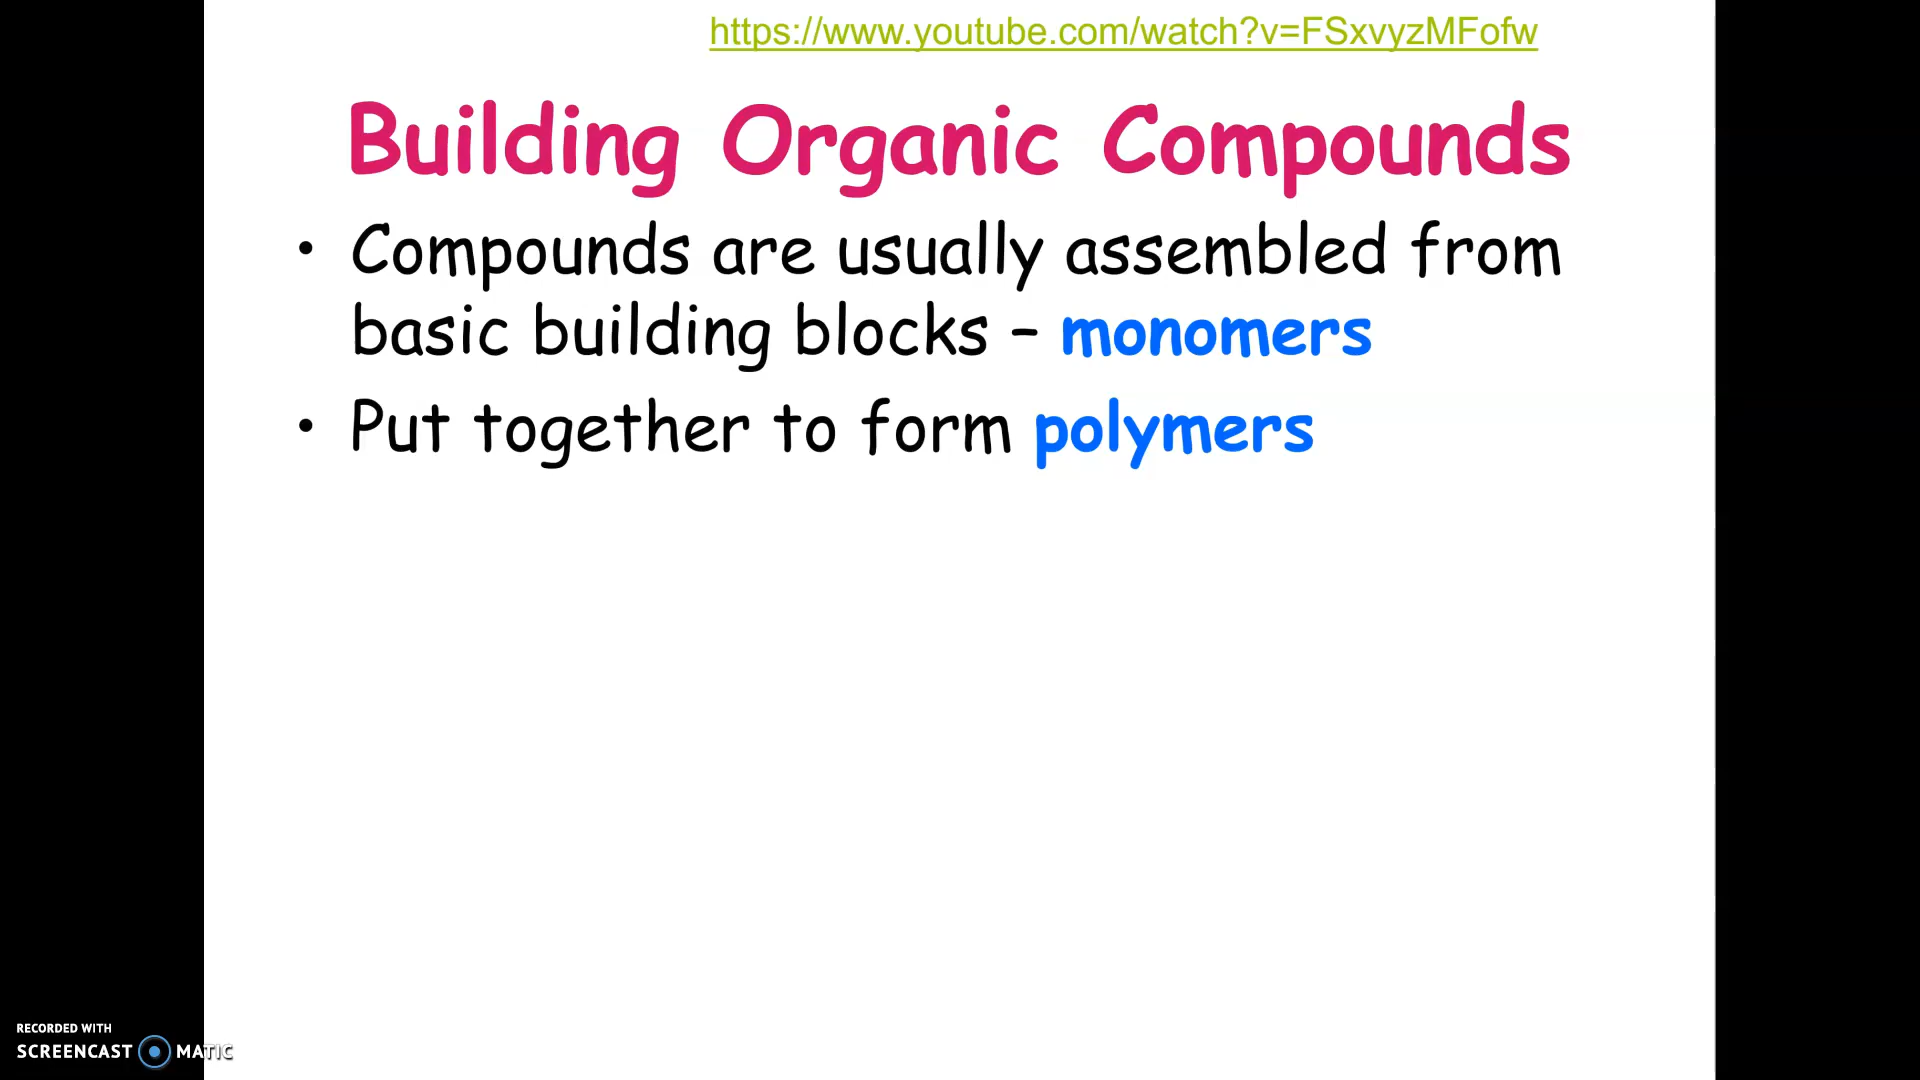 https://www.youtube.com/watch?v=FSxvyzMFofw
Building Organic Compounds
• Compounds are usually assembled from
basic building blocks – monomers
• Put together to form polymers
RECORDED WITH
SCREENCAST MATIC